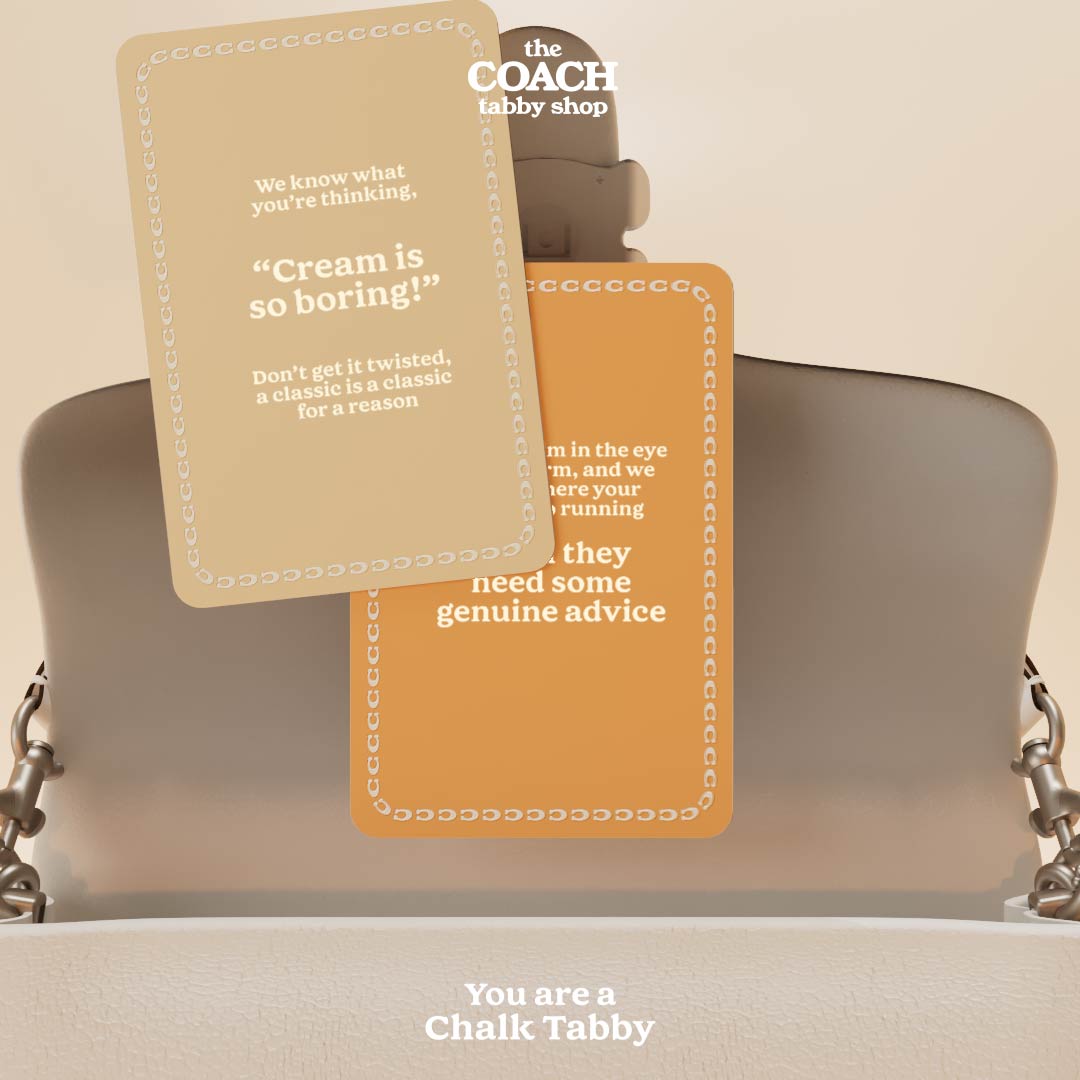 the
COACH
tabby shop
We know what
you're thinking,
“Cream is
so boring!”
Don't get it twisted,
a classic is a classic
for a reason
in the eye
and we
your
running
they
need some
genuine advice
You are a
Chalk Tabby